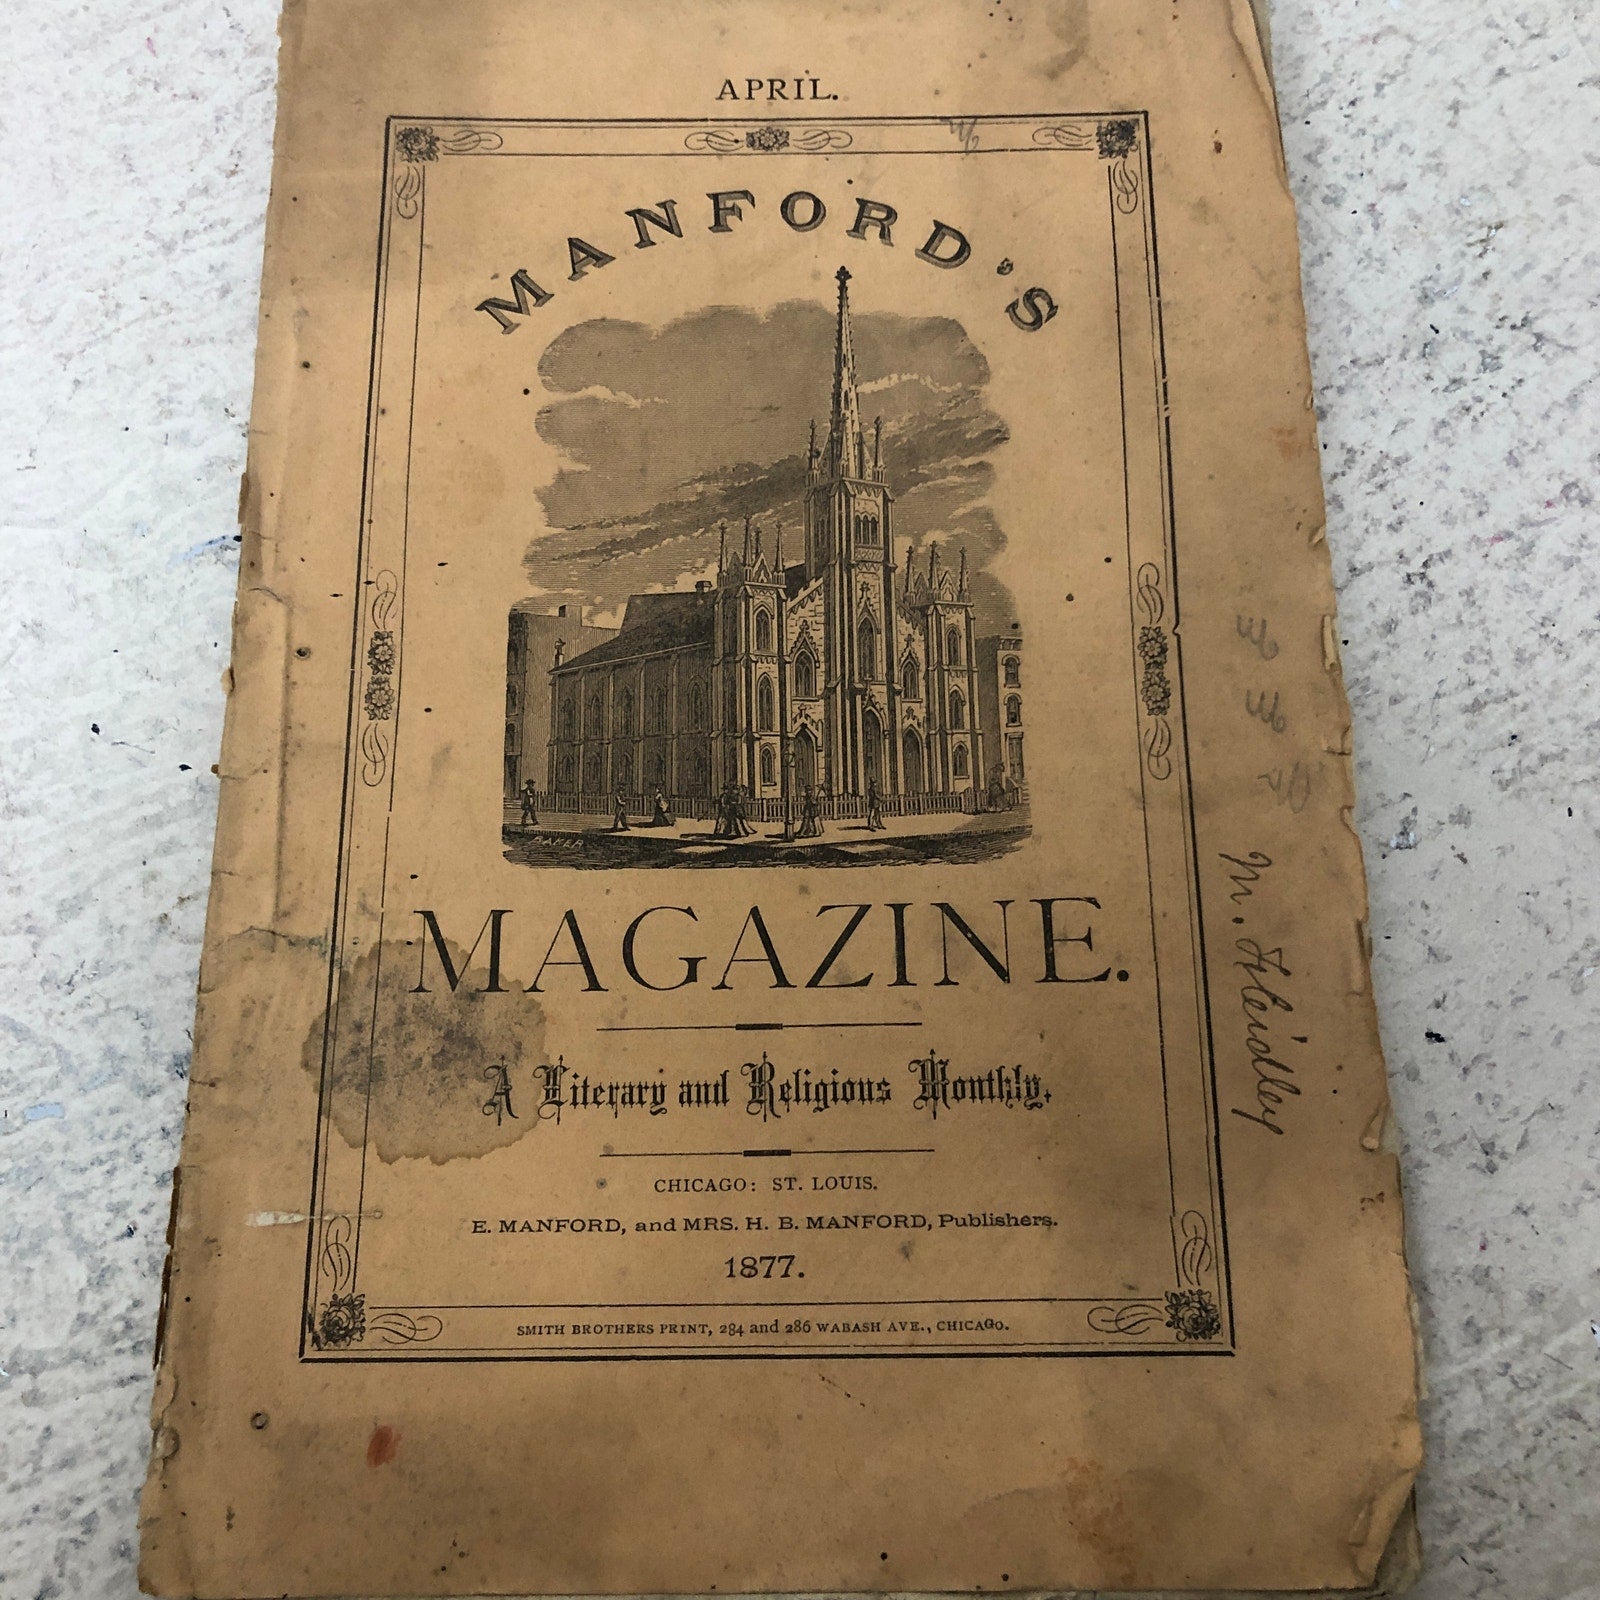 APRIL.
MANFORD'S
BAKER
MAGAZINE.
A Literary and Religious Monthly.
CHICAGO: ST. LOUIS.
E. MANFORD, and MRS. H. B. MANFORD, Publishers.
1877.
SMITH BROTHERS PRINT, 284 and 286 WABASH AVE., CHICAGO.
M.